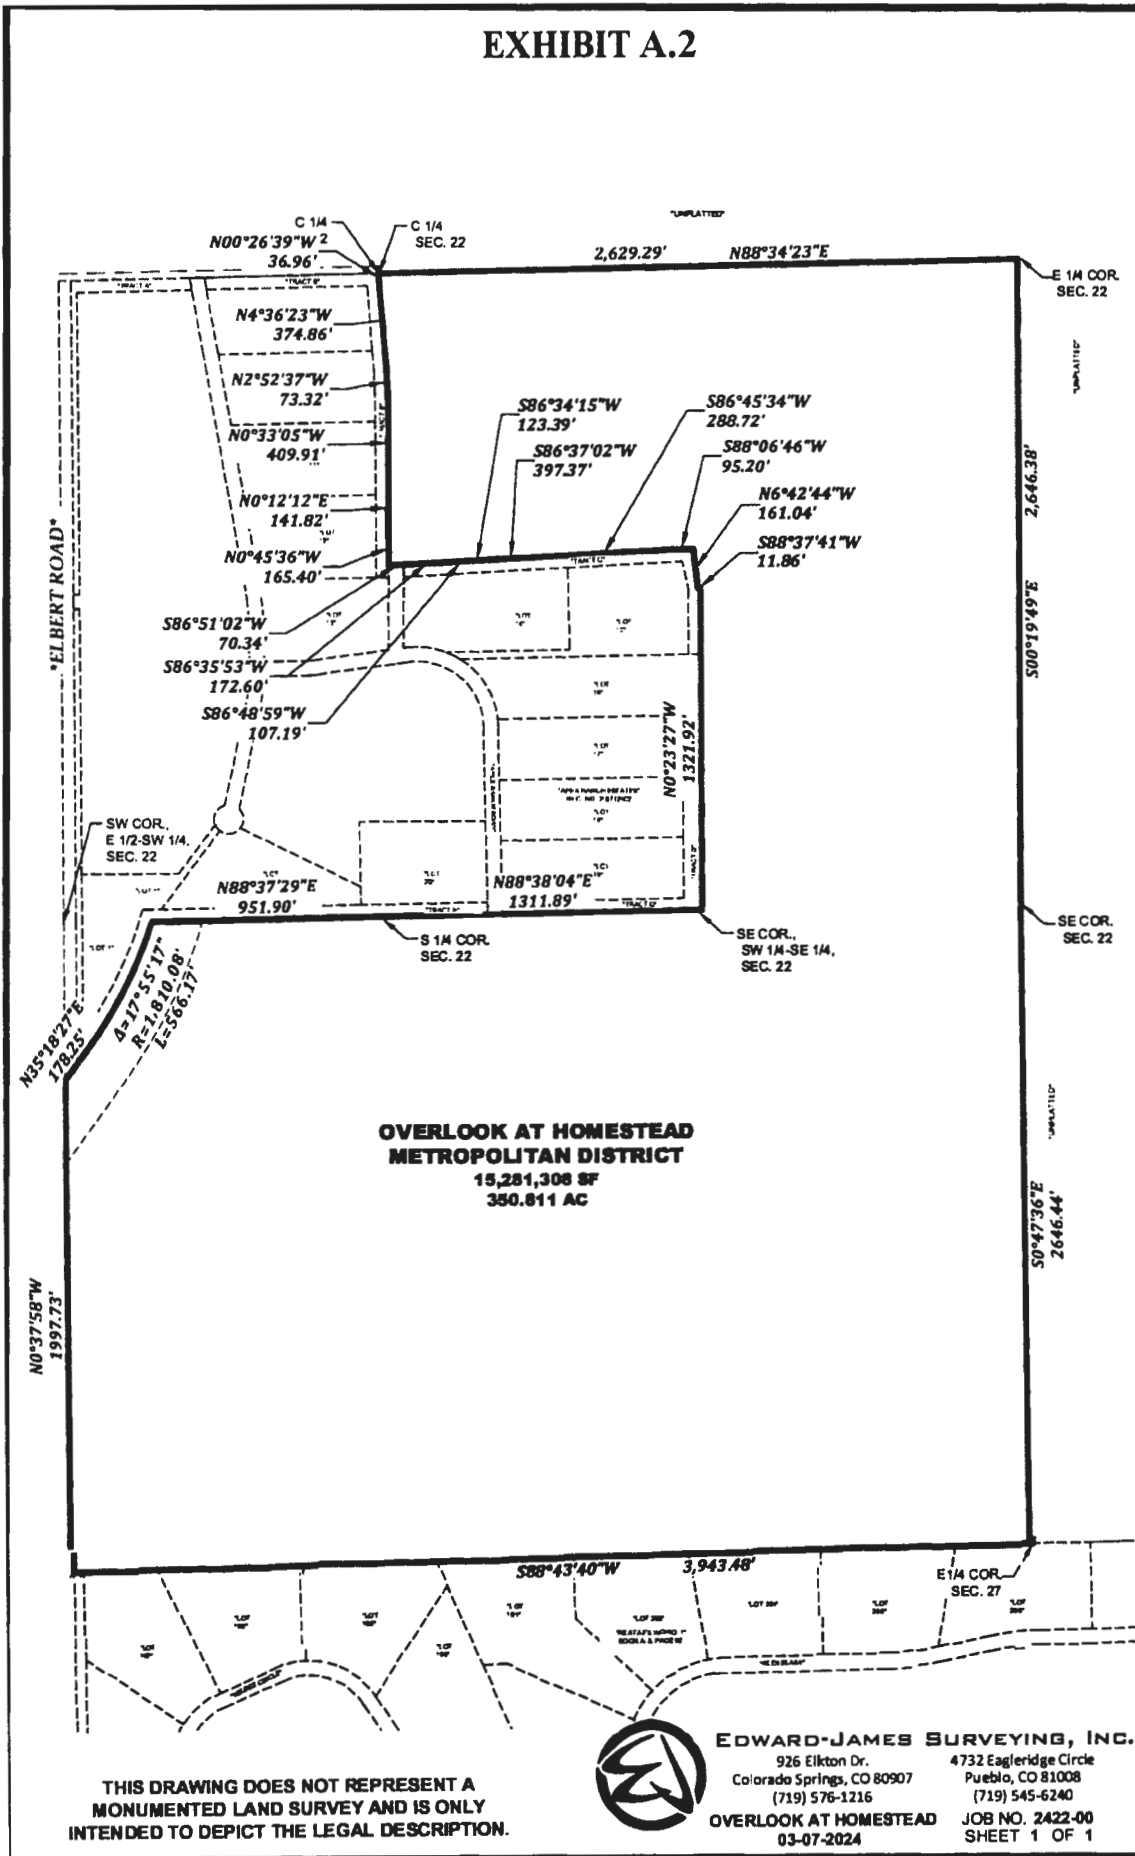 EXHIBIT A.2
"UNPLATTED"
C 1/4
C 1/4
SEC. 22
N00°26'39"W 2
36.96'
2,629.29' N88°34'23"E
E 1/4 COR.
SEC. 22
"TRACT A"
"TRACT B"
N4°36'23"W
374.86'
"UNPLATTED"
N2°52'37"W
73.32'
S86°34'15"W
123.39'
S86°45'34"W
288.72'
N0°33'05"W
409.91'
S86°37'02"W
397.37'
S88°06'46"W
95.20'
2,646.38'
S00°19'49"E
N0°12'12"E
141.82'
N6°42'44"W
161.04'
"ELBERT ROAD"
N0°45'36"W
165.40'
S88°37'41"W
11.86'
"TRACT C"
S86°51'02"W
70.34'
S86°35'53"W
172.60'
S86°48'59"W
107.19'
N0°23'27"W
1321.92'
SW COR.,
E 1/2-SW 1/4,
SEC. 22
N88°37'29"E
951.90'
N88°38'04"E
1311.89'
S 1/4 COR.
SEC. 22
SE COR.,
SW 1/4-SE 1/4,
SEC. 22
SE COR.
SEC. 22
N35°18'27"E
178.25'
Δ=17°55'17"
R=1,810.08'
L=566.17'
"UNPLATTED"
OVERLOOK AT HOMESTEAD
METROPOLITAN DISTRICT
15,281,308 SF
350.811 AC
N0°37'58"W
1997.73'
S0°47'36"E
2646.44'
S88°43'40"W 3,943.48'
E1/4 COR.
SEC. 27
THIS DRAWING DOES NOT REPRESENT A
MONUMENTED LAND SURVEY AND IS ONLY
INTENDED TO DEPICT THE LEGAL DESCRIPTION.
EDWARD-JAMES SURVEYING, INC.
926 Elkton Dr.
Colorado Springs, CO 80907
(719) 576-1216
4732 Eagleridge Circle
Pueblo, CO 81008
(719) 545-6240
OVERLOOK AT HOMESTEAD
03-07-2024
JOB NO. 2422-00
SHEET 1 OF 1